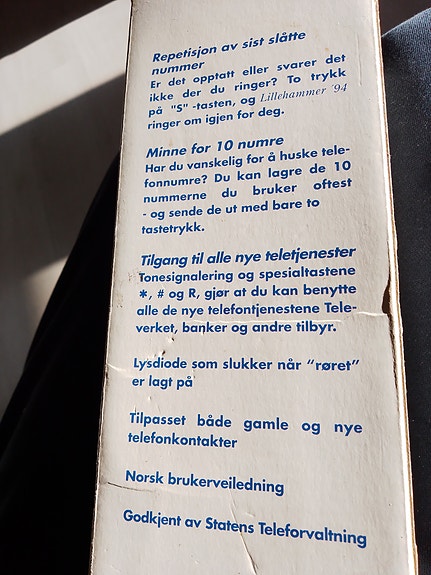 Repetisjon av sist slåtte
nummer
Er det opptatt eller svarer det
ikke der du ringer? To trykk
på "S" -tasten, og Lillehammer '94
ringer om igjen for deg.
Minne for 10 numre
Har du vanskelig for å huske tele-
fonnumre? Du kan lagre de 10
numrene du bruker oftest
- og sende de ut med bare to
tastetrykk.
Tilgang til alle nye teletjenester
Tonesignalering og spesialtastene
*, # og R, gjør at du kan benytte
alle de nye telefontjenestene Tele-
verket, banker og andre tilbyr.
Lysdiode som slukker når "røret"
er lagt på
Tilpasset både gamle og nye
telefonkontakter
Norsk brukerveiledning
Godkjent av Statens Teleforvaltning